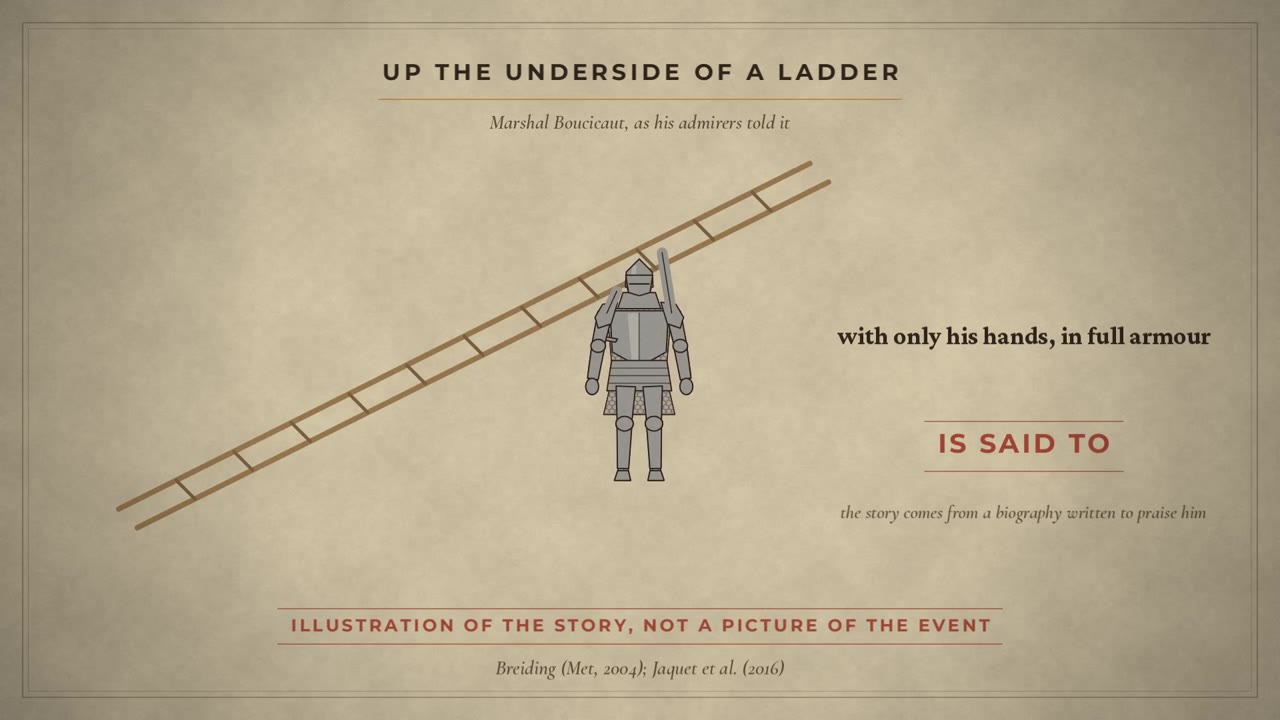 UP THE UNDERSIDE OF A LADDER
Marshal Boucicaut, as his admirers told it
with only his hands, in full armour
IS SAID TO
the story comes from a biography written to praise him
ILLUSTRATION OF THE STORY, NOT A PICTURE OF THE EVENT
Breiding (Met, 2004); Jaquet et al. (2016)